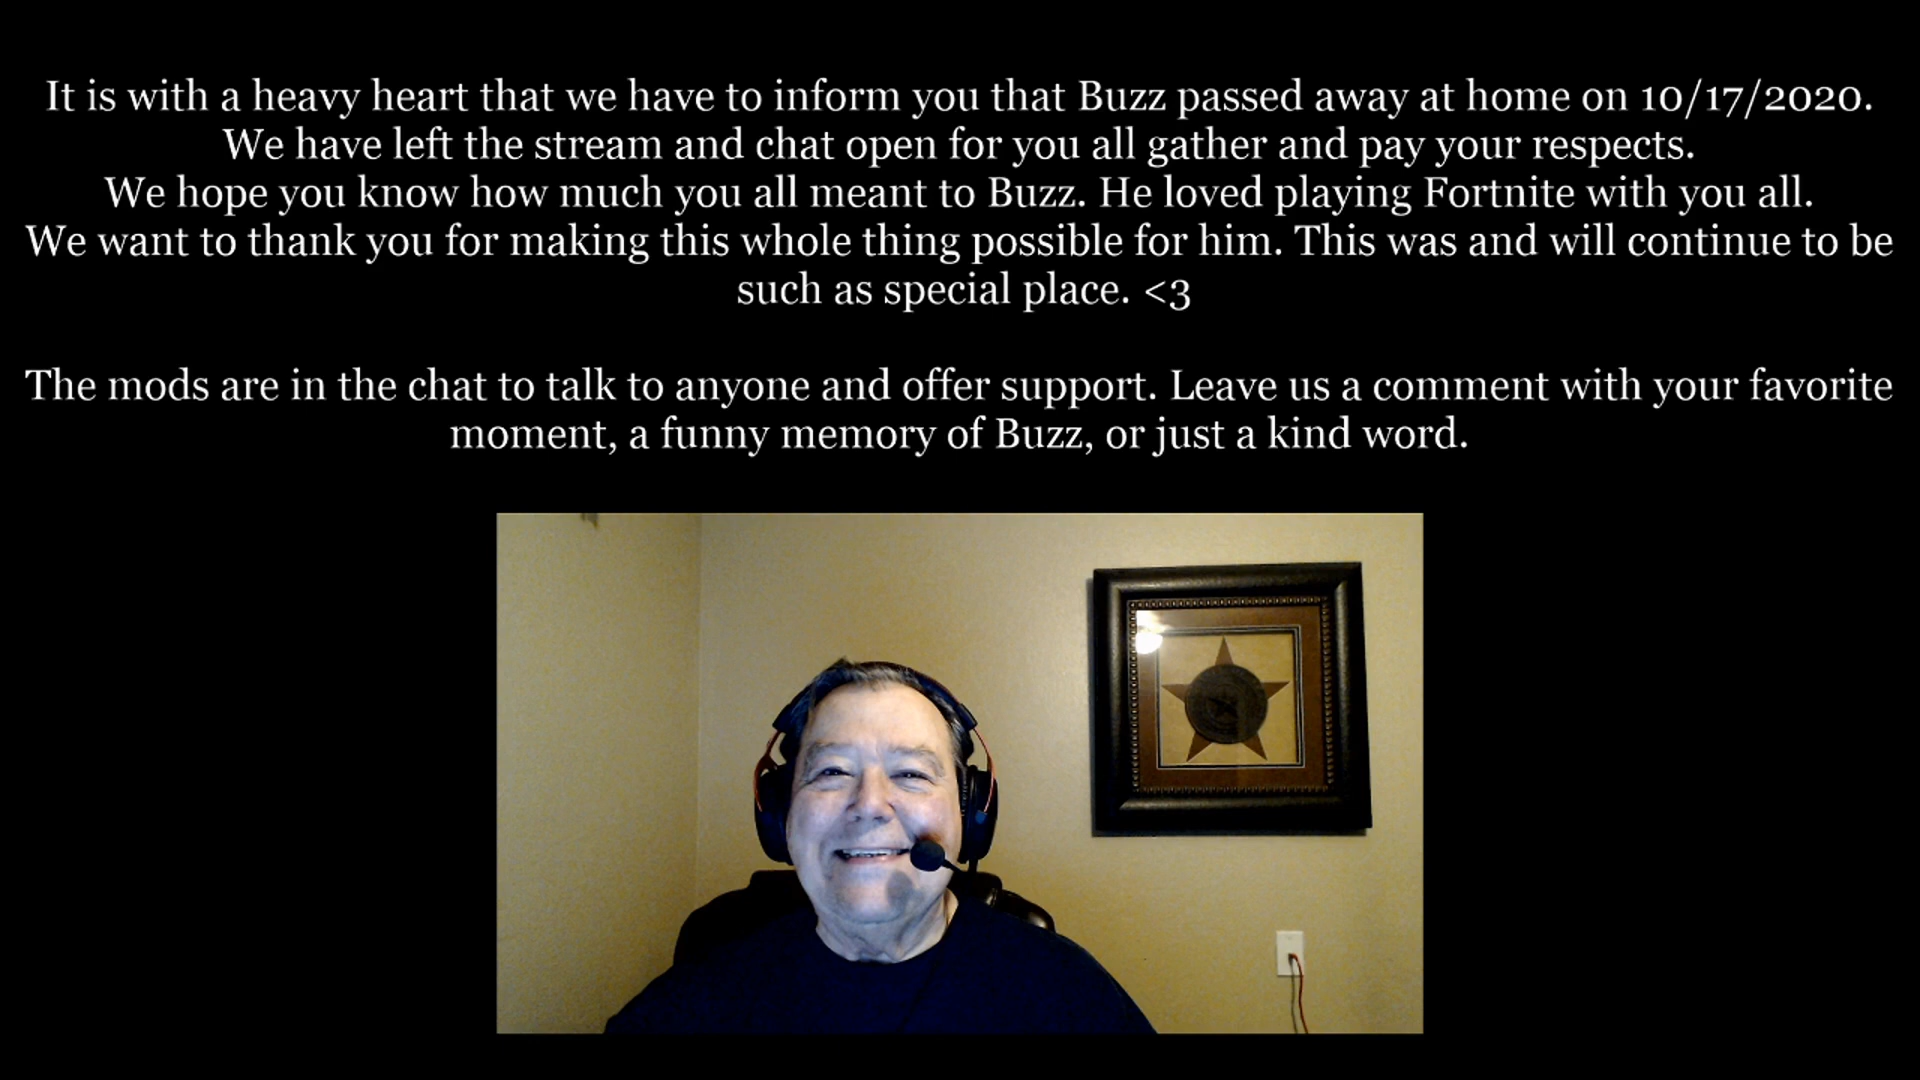 It is with a heavy heart that we have to inform you that Buzz passed away at home on 10/17/2020.
We have left the stream and chat open for you all gather and pay your respects.
We hope you know how much you all meant to Buzz. He loved playing Fortnite with you all.
We want to thank you for making this whole thing possible for him. This was and will continue to be
such as special place. <3
The mods are in the chat to talk to anyone and offer support. Leave us a comment with your favorite
moment, a funny memory of Buzz, or just a kind word.